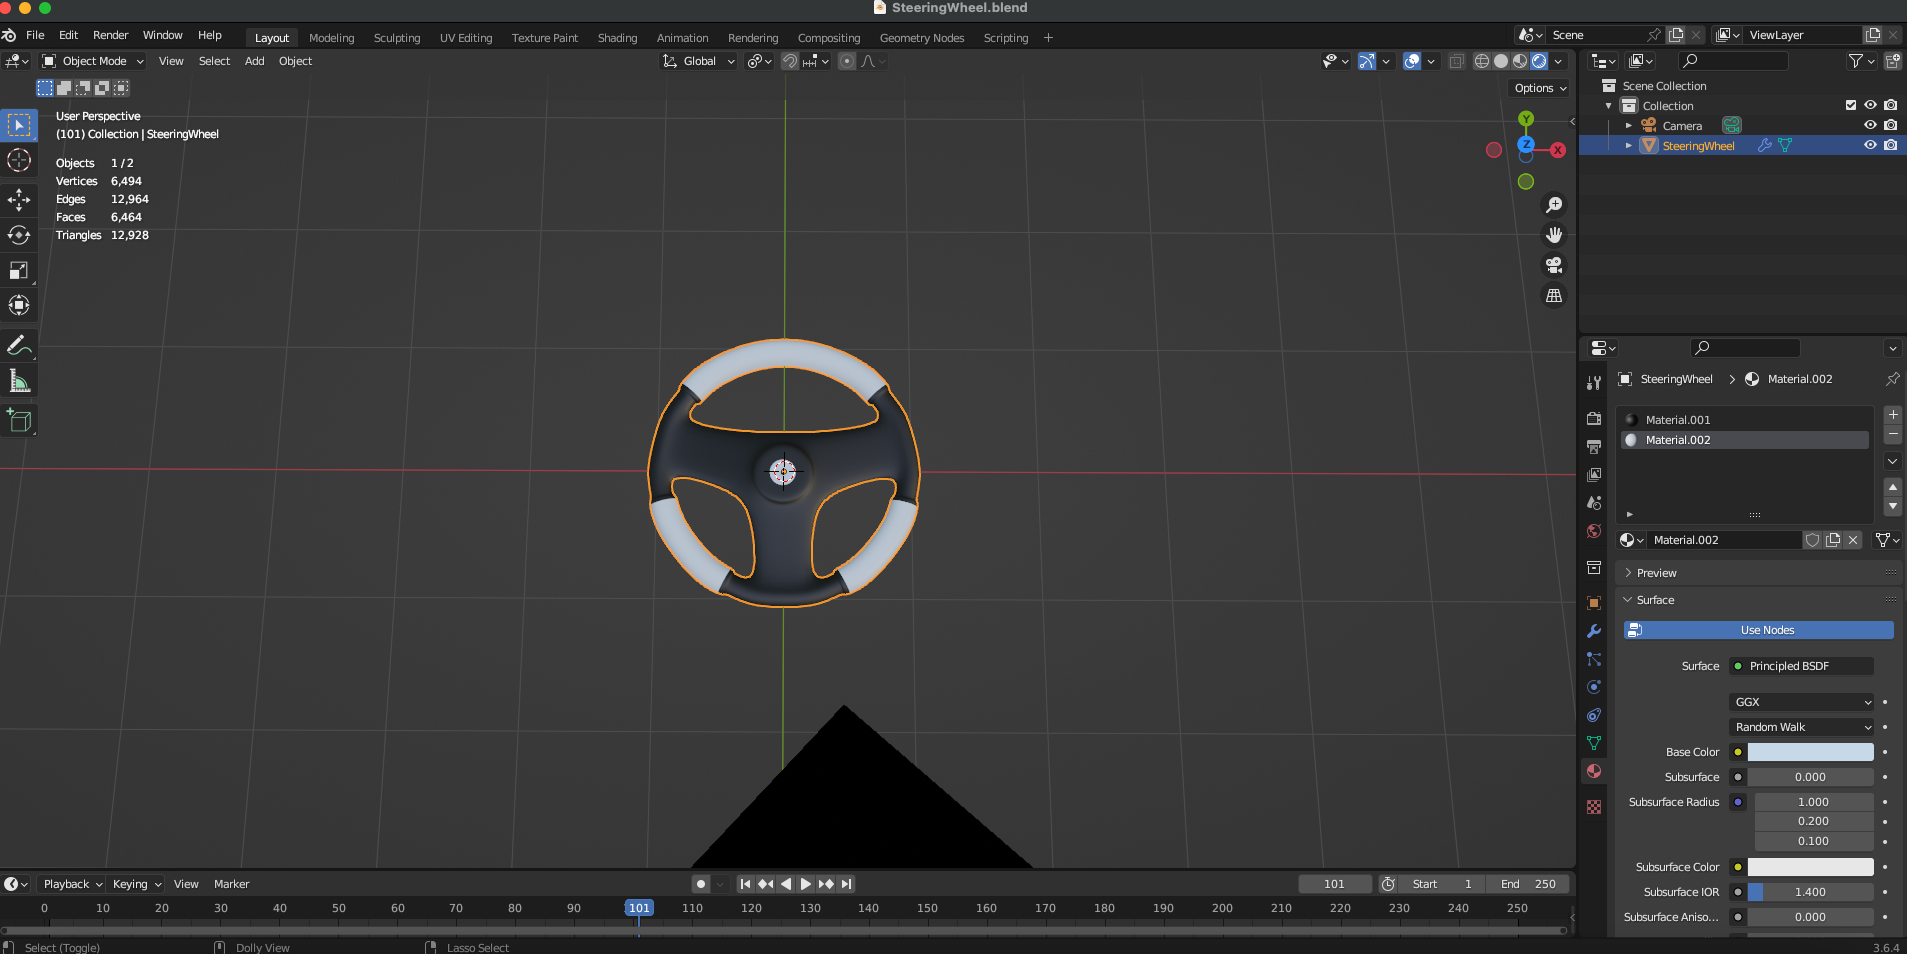 SteeringWheel.blend
File Edit Render Window Help Layout Modeling Sculpting UV Editing Texture Paint Shading Animation Rendering Compositing Geometry Nodes Scripting + Scene ViewLayer
Object Mode View Select Add Object Global
Options
User Perspective
(101) Collection | SteeringWheel
Objects 1 / 2
Vertices 6,494
Edges 12,964
Faces 6,464
Triangles 12,928
Y
Z
X
Scene Collection
Collection
Camera
SteeringWheel
SteeringWheel > Material.002
Material.001
Material.002
Material.002
Preview
Surface
Use Nodes
Surface Principled BSDF
GGX
Random Walk
Base Color
Subsurface 0.000
Subsurface Radius 1.000
0.200
0.100
Subsurface Color
Subsurface IOR 1.400
Subsurface Aniso... 0.000
Playback Keying View Marker 101 Start 1 End 250
0 10 20 30 40 50 60 70 80 90 101 110 120 130 140 150 160 170 180 190 200 210 220 230 240 250
Select (Toggle) Dolly View Lasso Select 3.6.4